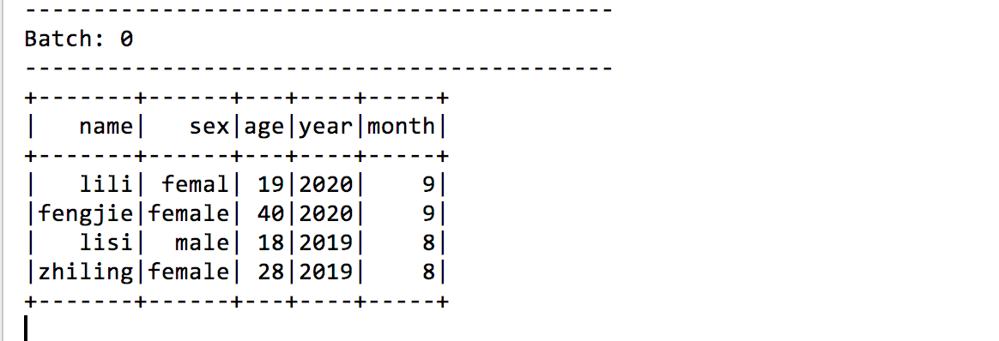 -------------------------------------------
Batch: 0
-------------------------------------------
+-------+------+---+----+-----+
|   name|   sex|age|year|month|
+-------+------+---+----+-----+
|   lili| femal| 19|2020|    9|
|fengjie|female| 40|2020|    9|
|   lisi|  male| 18|2019|    8|
|zhiling|female| 28|2019|    8|
+-------+------+---+----+-----+